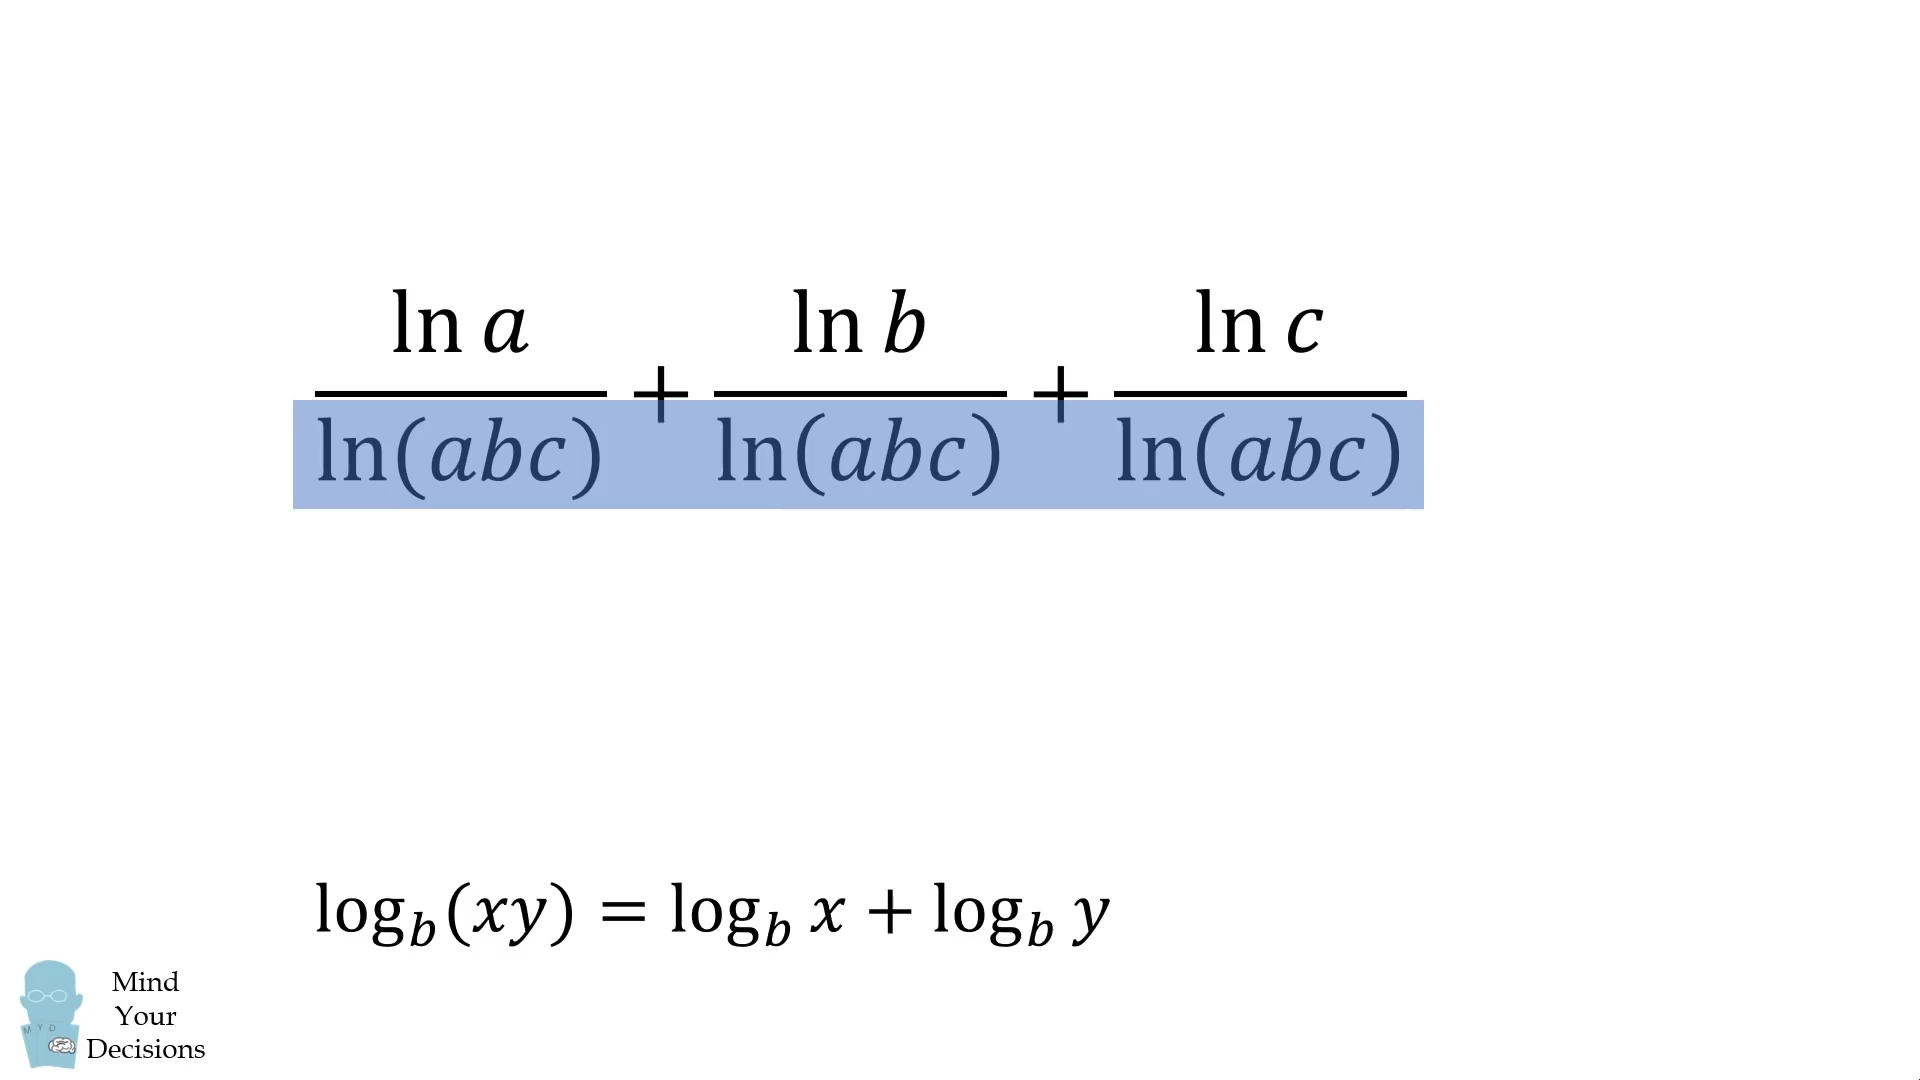 ln a / ln(abc) + ln b / ln(abc) + ln c / ln(abc)
log_b(xy) = log_b x + log_b y
M Y D
Mind
Your
Decisions